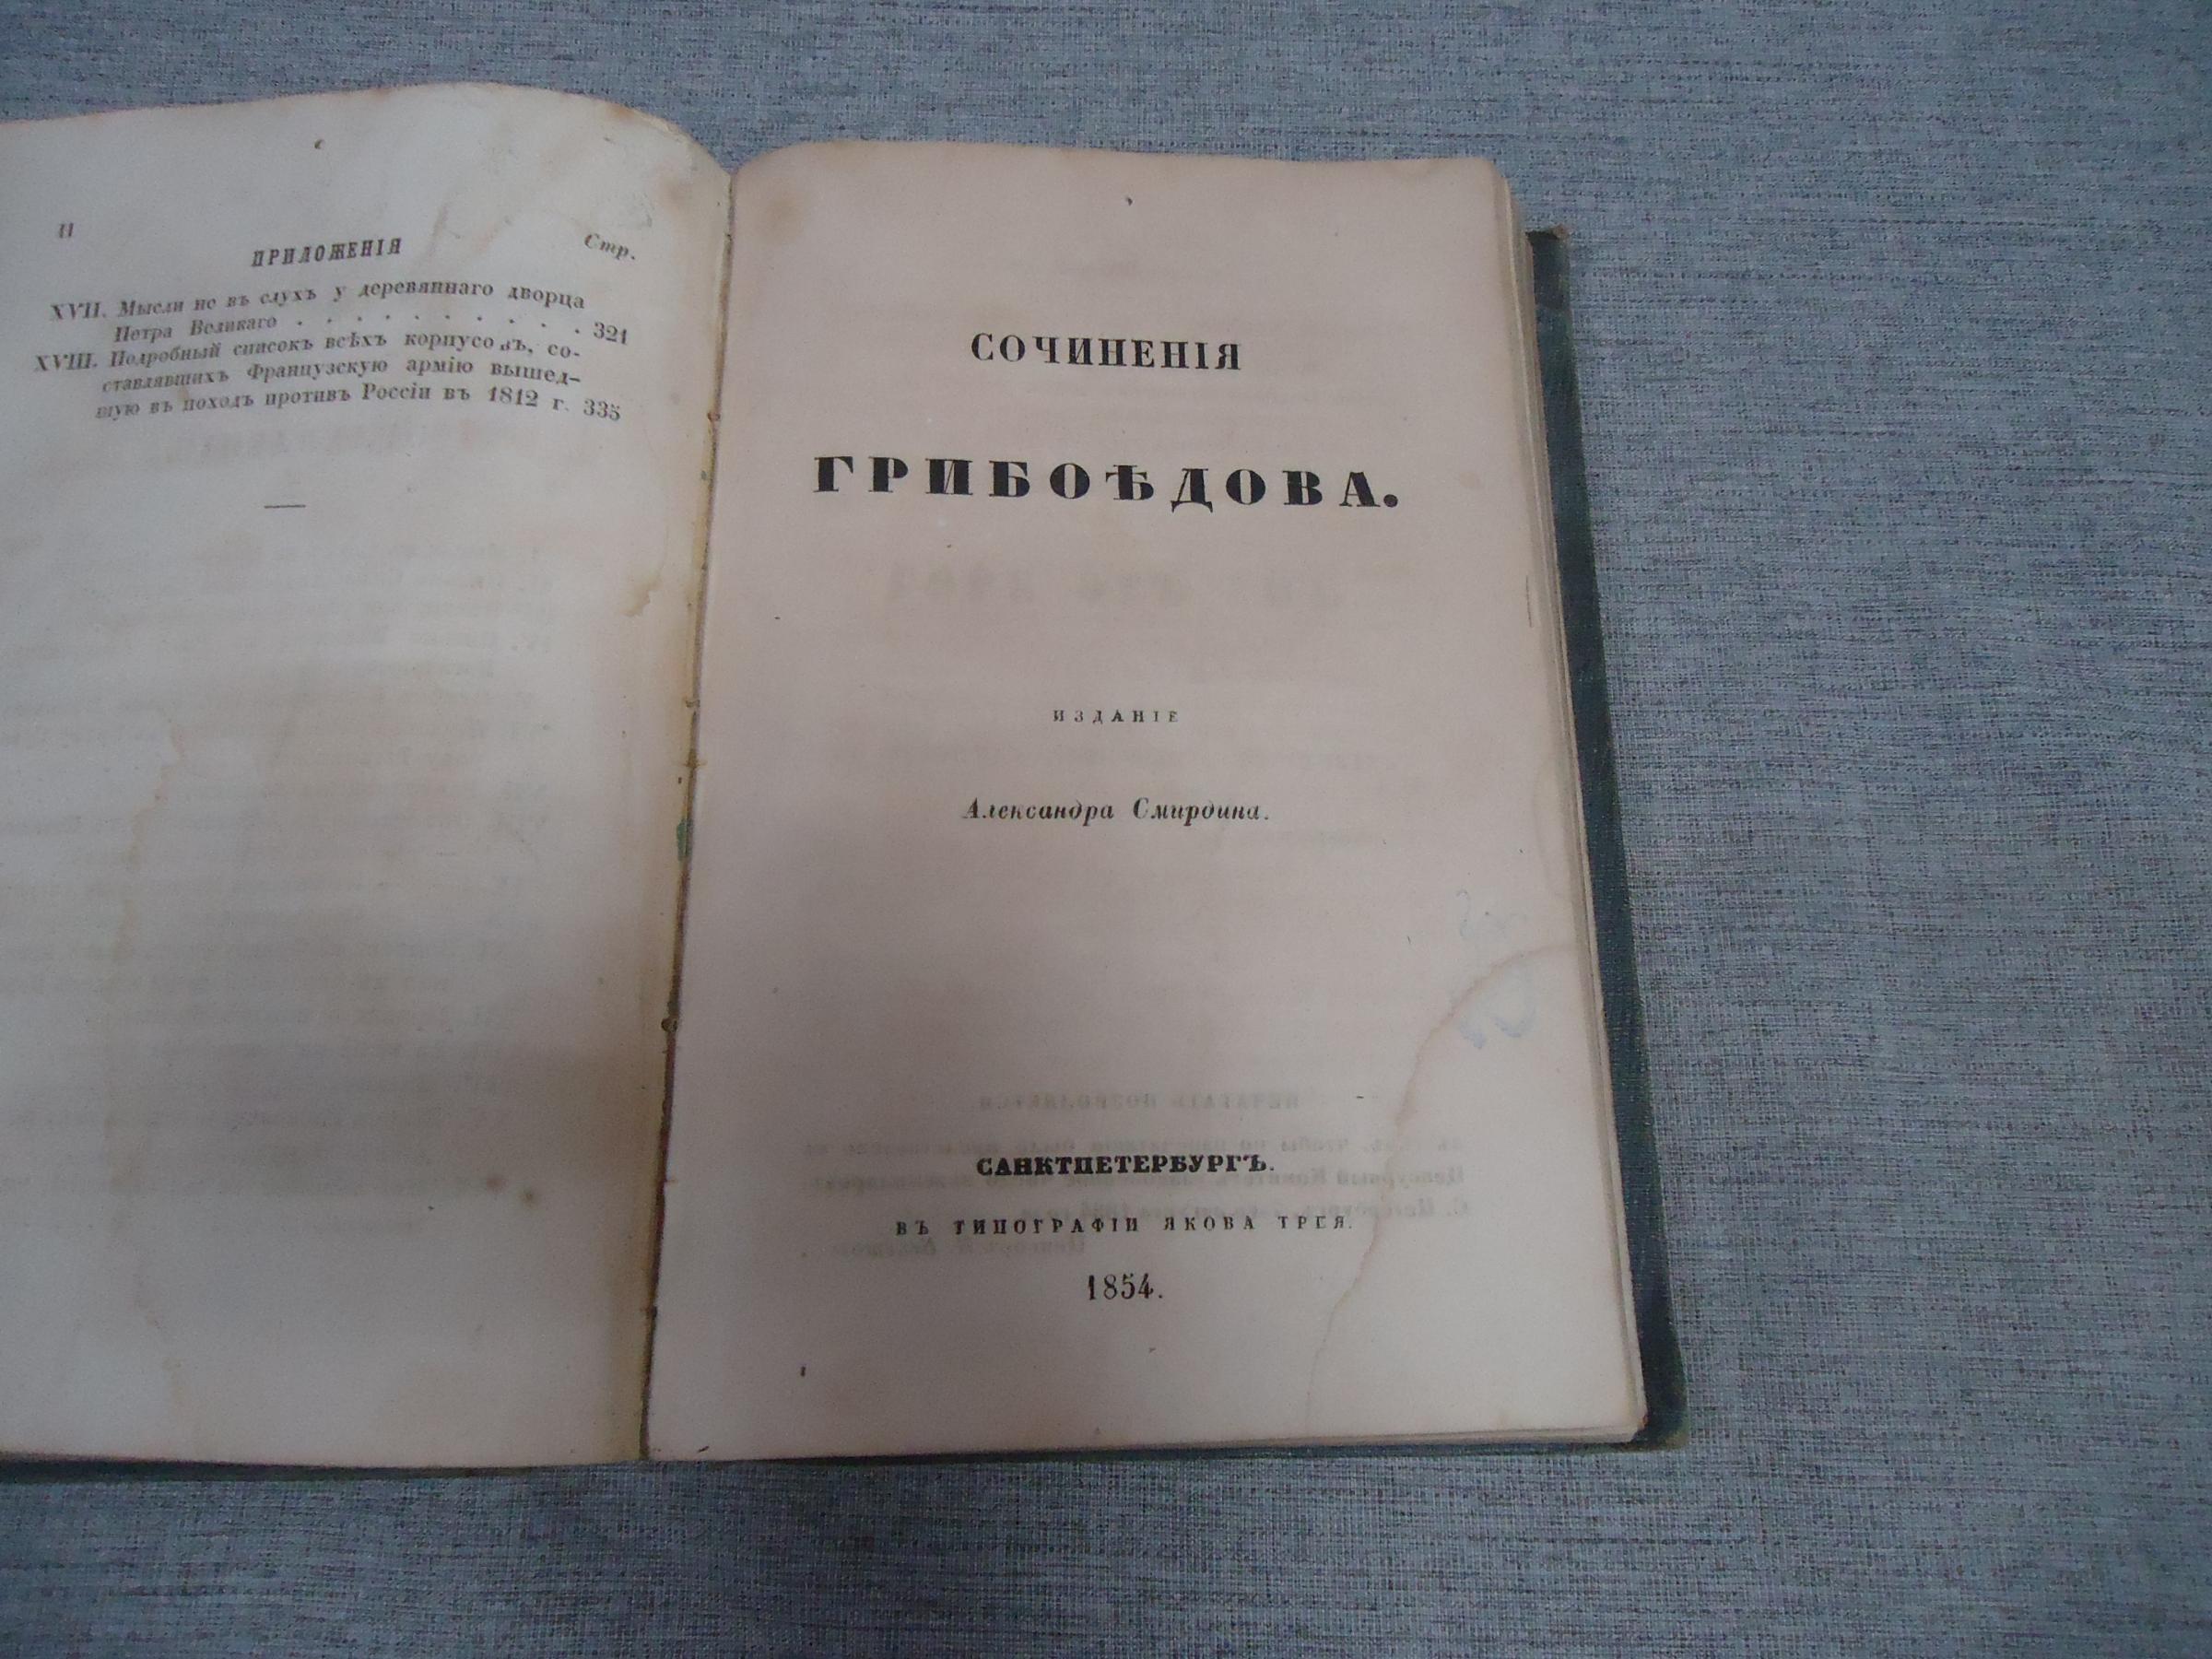 II
ПРИЛОЖЕНІЯ
Стр.
XVII. Мысли не въ слухъ у деревяннаго дворца
Петра Великаго . . . . . . . . . . 321
XVIII. Подробный списокъ всѣхъ корпусовъ, со-
ставлявшихъ Французскую армію вышед-
шую въ походъ противъ Россіи въ 1812 г. 335
СОЧИНЕНІЯ
ГРИБОѢДОВА.
ИЗДАНІЕ
Александра Смирдина.
САНКТПЕТЕРБУРГЪ.
ВЪ ТИПОГРАФІИ ЯКОВА ТРЕЯ.
1854.